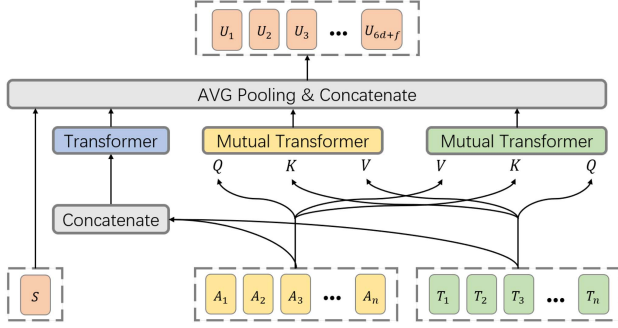 U1 U2 U3 ••• U6d+f
AVG Pooling & Concatenate
Transformer Mutual Transformer Mutual Transformer
Q K V V K Q
Concatenate
S A1 A2 A3 ••• An T1 T2 T3 ••• Tn